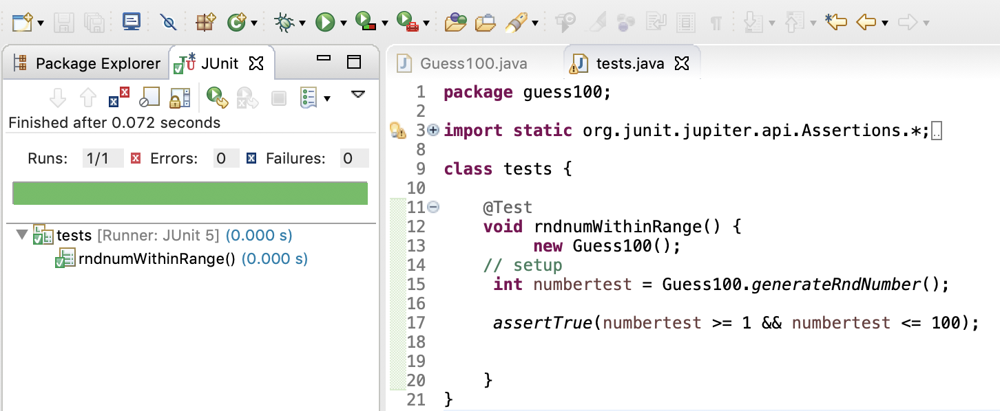 Package Explorer JUnit
Finished after 0.072 seconds
Runs: 1/1 Errors: 0 Failures: 0
tests [Runner: JUnit 5] (0.000 s)
rndnumWithinRange() (0.000 s)
Guess100.java tests.java
1 package guess100;
2
3 import static org.junit.jupiter.api.Assertions.*;
8
9 class tests {
10
11 @Test
12 void rndnumWithinRange() {
13 new Guess100();
14 // setup
15 int numbertest = Guess100.generateRndNumber();
16
17 assertTrue(numbertest >= 1 && numbertest <= 100);
18
19
20 }
21 }